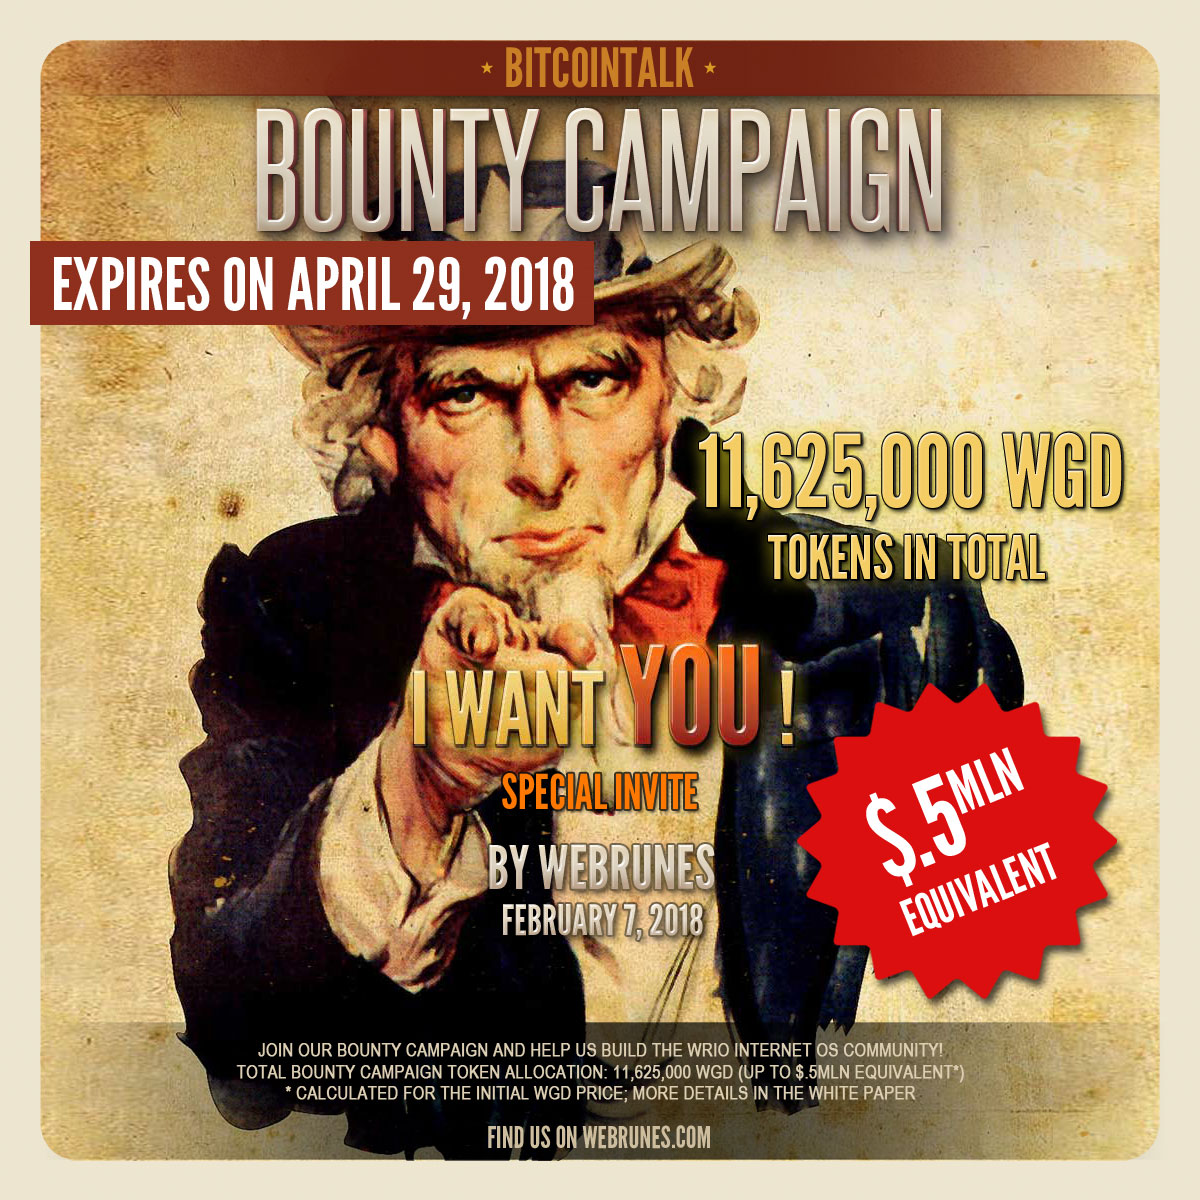 ★ BITCOINTALK ★
BOUNTY CAMPAIGN
EXPIRES ON APRIL 29, 2018
11,625,000 WGD
TOKENS IN TOTAL
I WANT YOU !
SPECIAL INVITE
BY WEBRUNES
FEBRUARY 7, 2018
$.5MLN
EQUIVALENT
JOIN OUR BOUNTY CAMPAIGN AND HELP US BUILD THE WRIO INTERNET OS COMMUNITY!
TOTAL BOUNTY CAMPAIGN TOKEN ALLOCATION: 11,625,000 WGD (UP TO $.5MLN EQUIVALENT*)
* CALCULATED FOR THE INITIAL WGD PRICE; MORE DETAILS IN THE WHITE PAPER
FIND US ON WEBRUNES.COM